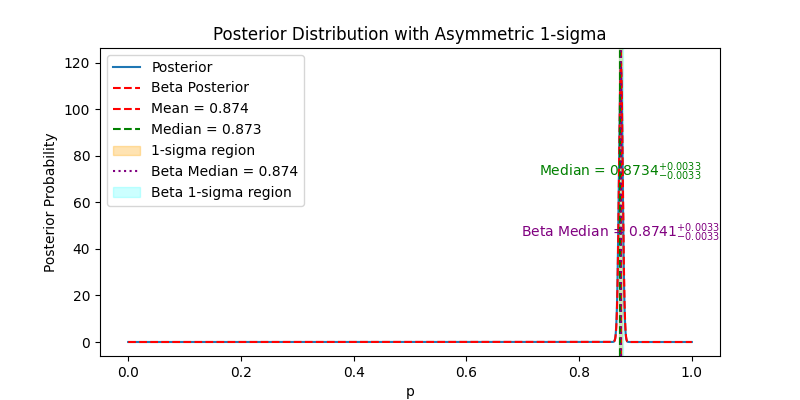 Posterior Distribution with Asymmetric 1-sigma
Posterior Probability
120
100
80
60
40
20
0
Posterior
Beta Posterior
Mean = 0.874
Median = 0.873
1-sigma region
Beta Median = 0.874
Beta 1-sigma region
Median = 0.8734+0.0033−0.0033
Beta Median = 0.8741+0.0033−0.0033
0.0 0.2 0.4 0.6 0.8 1.0
p